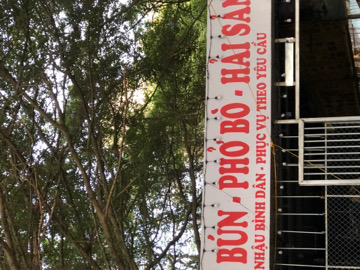 BÚN - PHỞ BÒ - HẢI SẢN
NHẬU BÌNH DÂN - PHỤC VỤ THEO YÊU CẦU